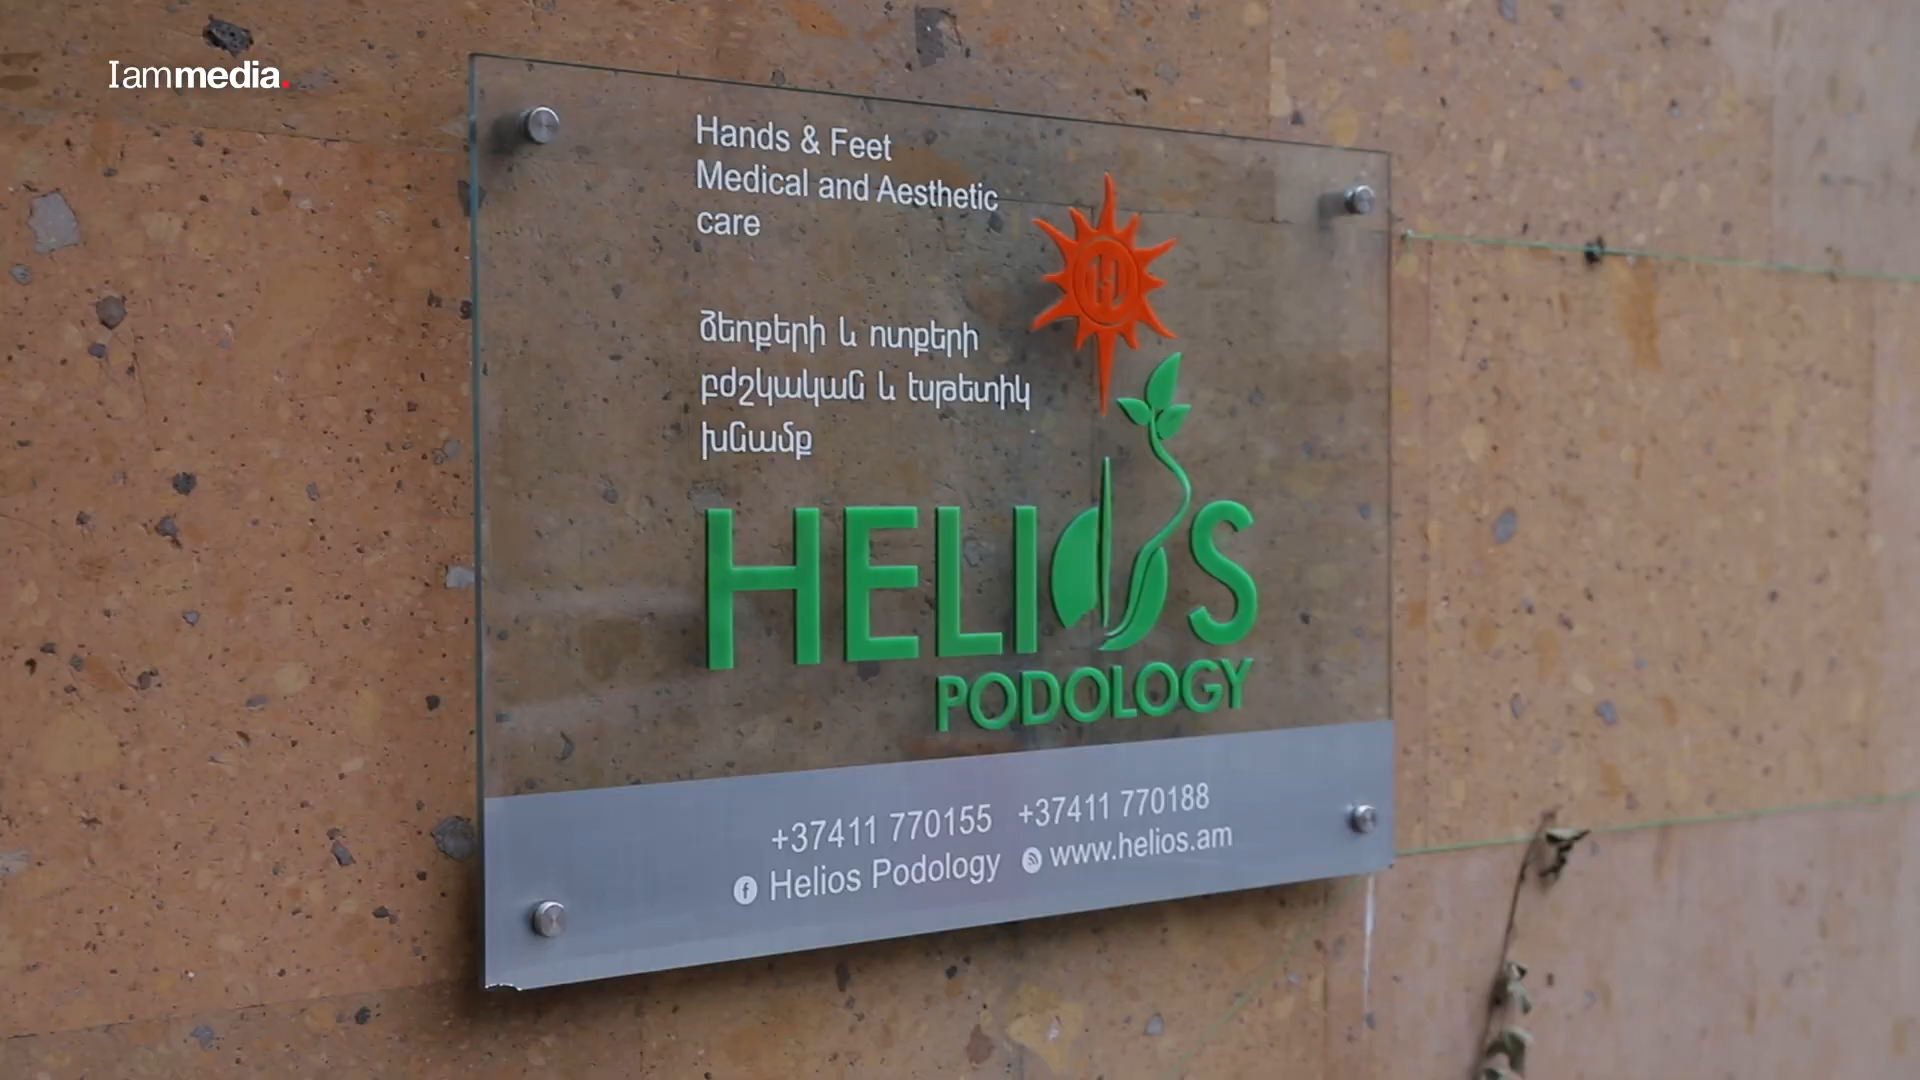 Iammedia.
Hands & Feet
Medical and Aesthetic
care
ձեռքերի և ոտքերի
բժշկական և էսթետիկ
խնամք
H
HELIOS
PODOLOGY
+37411 770155 +37411 770188
Helios Podology www.helios.am